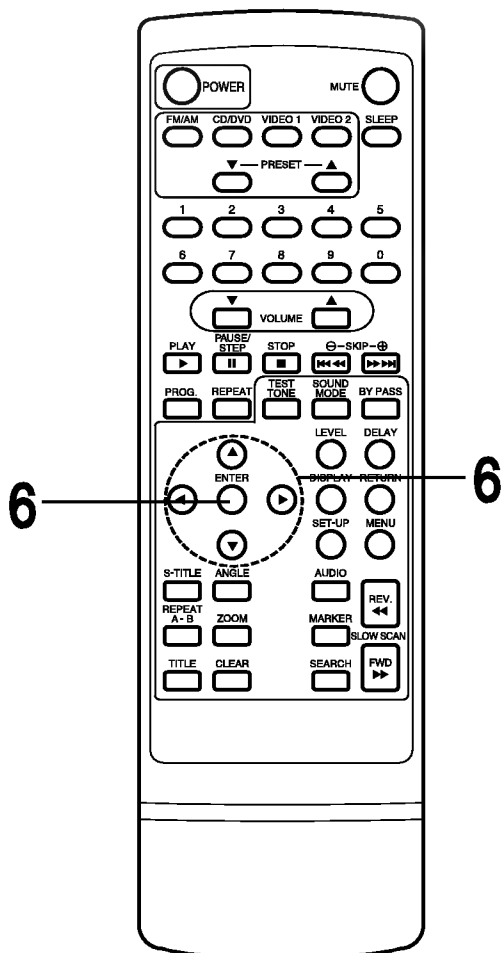 POWER MUTE
FM/AM CD/DVD VIDEO 1 VIDEO 2 SLEEP
▼ — PRESET — ▲
1 2 3 4 5
6 7 8 9 0
▼ VOLUME ▲
PLAY PAUSE/STEP STOP ⊖-SKIP-⊕
PROG. REPEAT TEST TONE SOUND MODE BY PASS
LEVEL DELAY
6 ENTER DISPLAY RETURN 6
SET-UP MENU
S-TITLE ANGLE AUDIO REV.
REPEAT A-B ZOOM MARKER SLOW SCAN
TITLE CLEAR SEARCH FWD